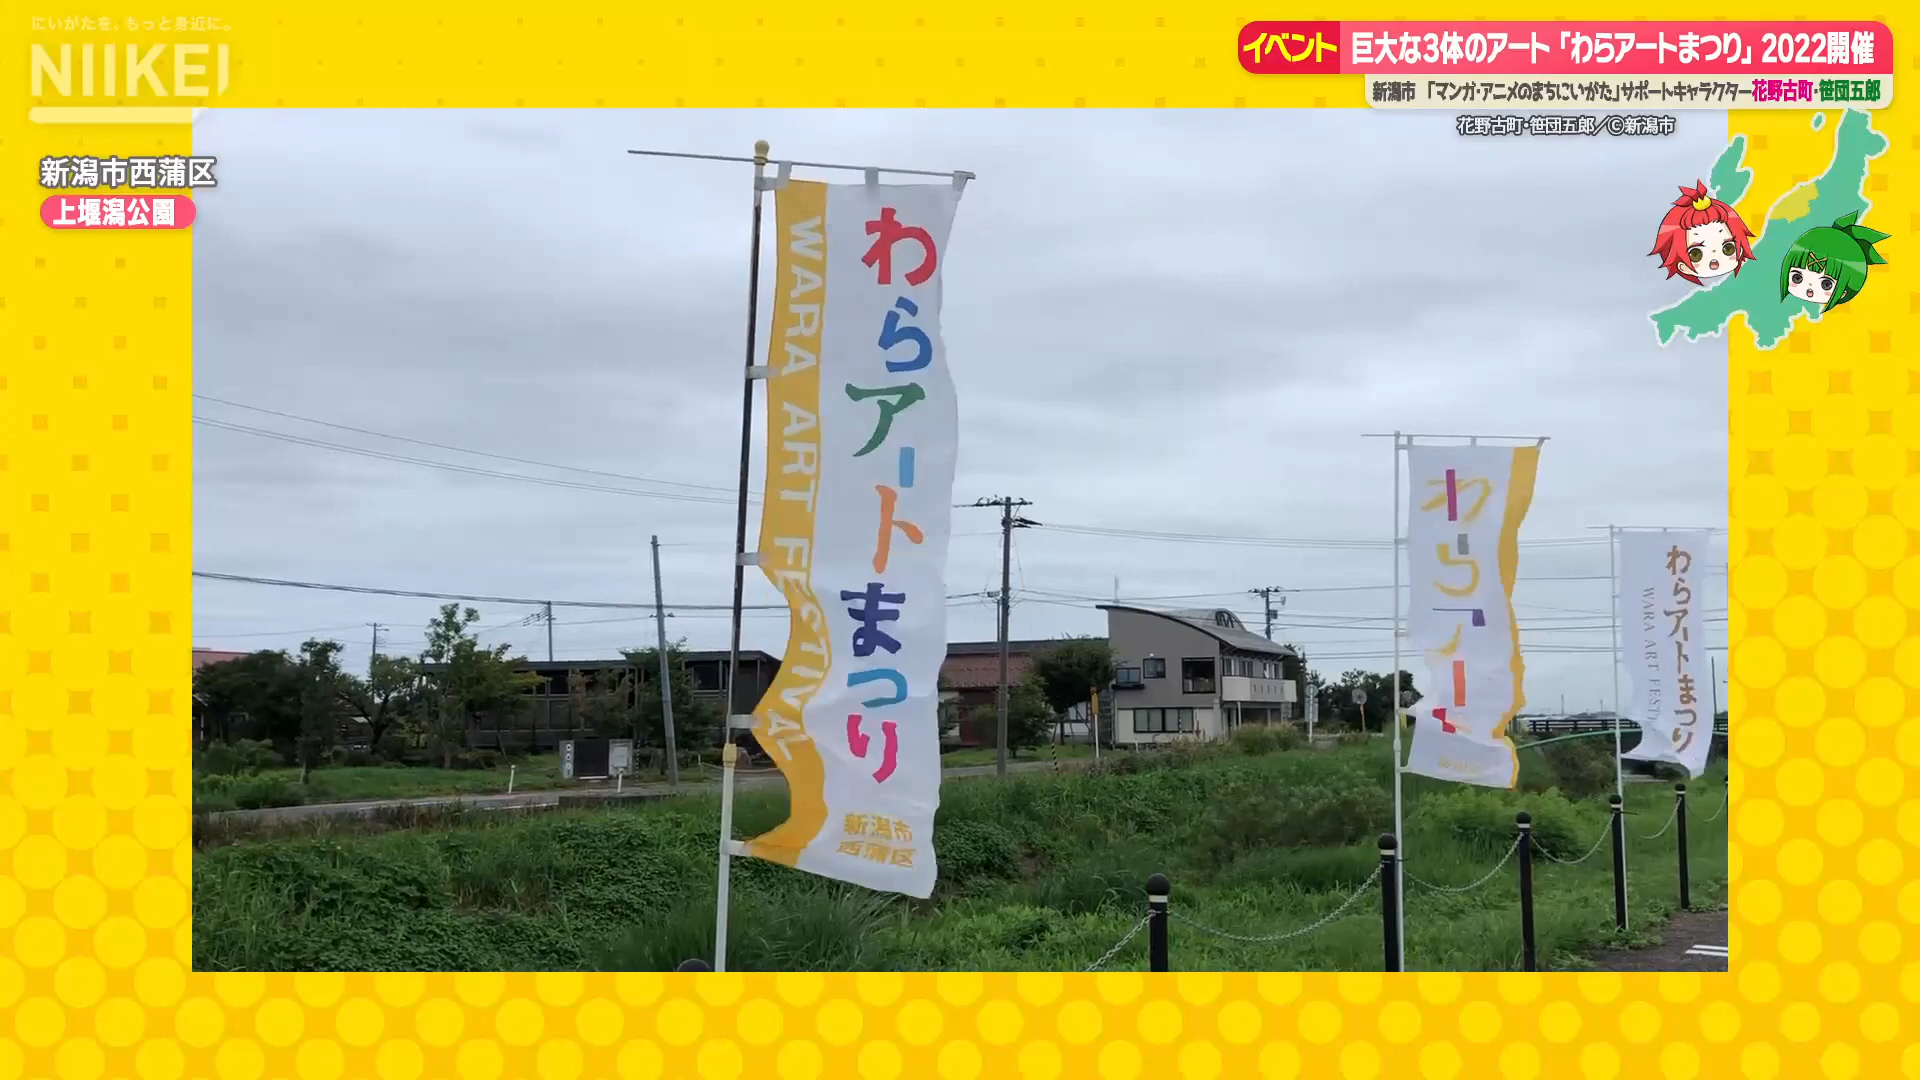 にいがたを、もっと身近に。
NIIKEI
イベント 巨大な3体のアート「わらアートまつり」2022開催
新潟市「マンガ・アニメのまちにいがた」サポートキャラクター花野古町・笹団五郎
花野古町・笹団五郎／©新潟市
新潟市西蒲区
上堰潟公園
わらアートまつり
WARA ART FESTIVAL
新潟市
西蒲区
わらアート
わらアートまつり
WARA ART FEST